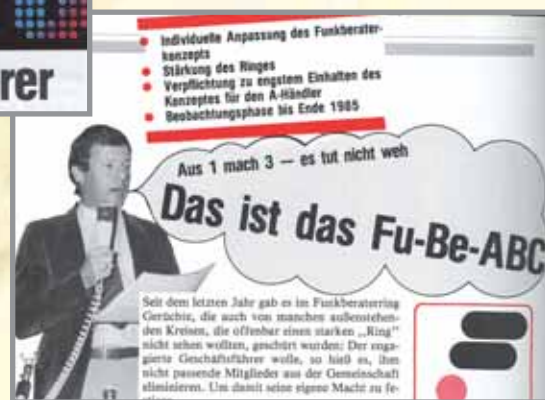 rer
Individuelle Anpassung des Funkberater-
konzepts
Stärkung des Ringes
Verpflichtung zu engstem Einhalten des
Konzeptes für den A-Händler
Beobachtungsphase bis Ende 1985
Aus 1 mach 3 — es tut nicht weh
Das ist das Fu-Be-ABC
Seit dem letzten Jahr gab es im Funkberaterring
Gerüchte, die auch von manchen außenstehen-
den Kreisen, die offenbar einen starken „Ring"
nicht sehen wollten, geschürt wurden; Der enga-
gierte Geschäftsführer wolle, so hieß es, ihm
nicht passende Mitglieder aus der Gemeinschaft
eliminieren. Um damit seine eigene Macht zu fe-